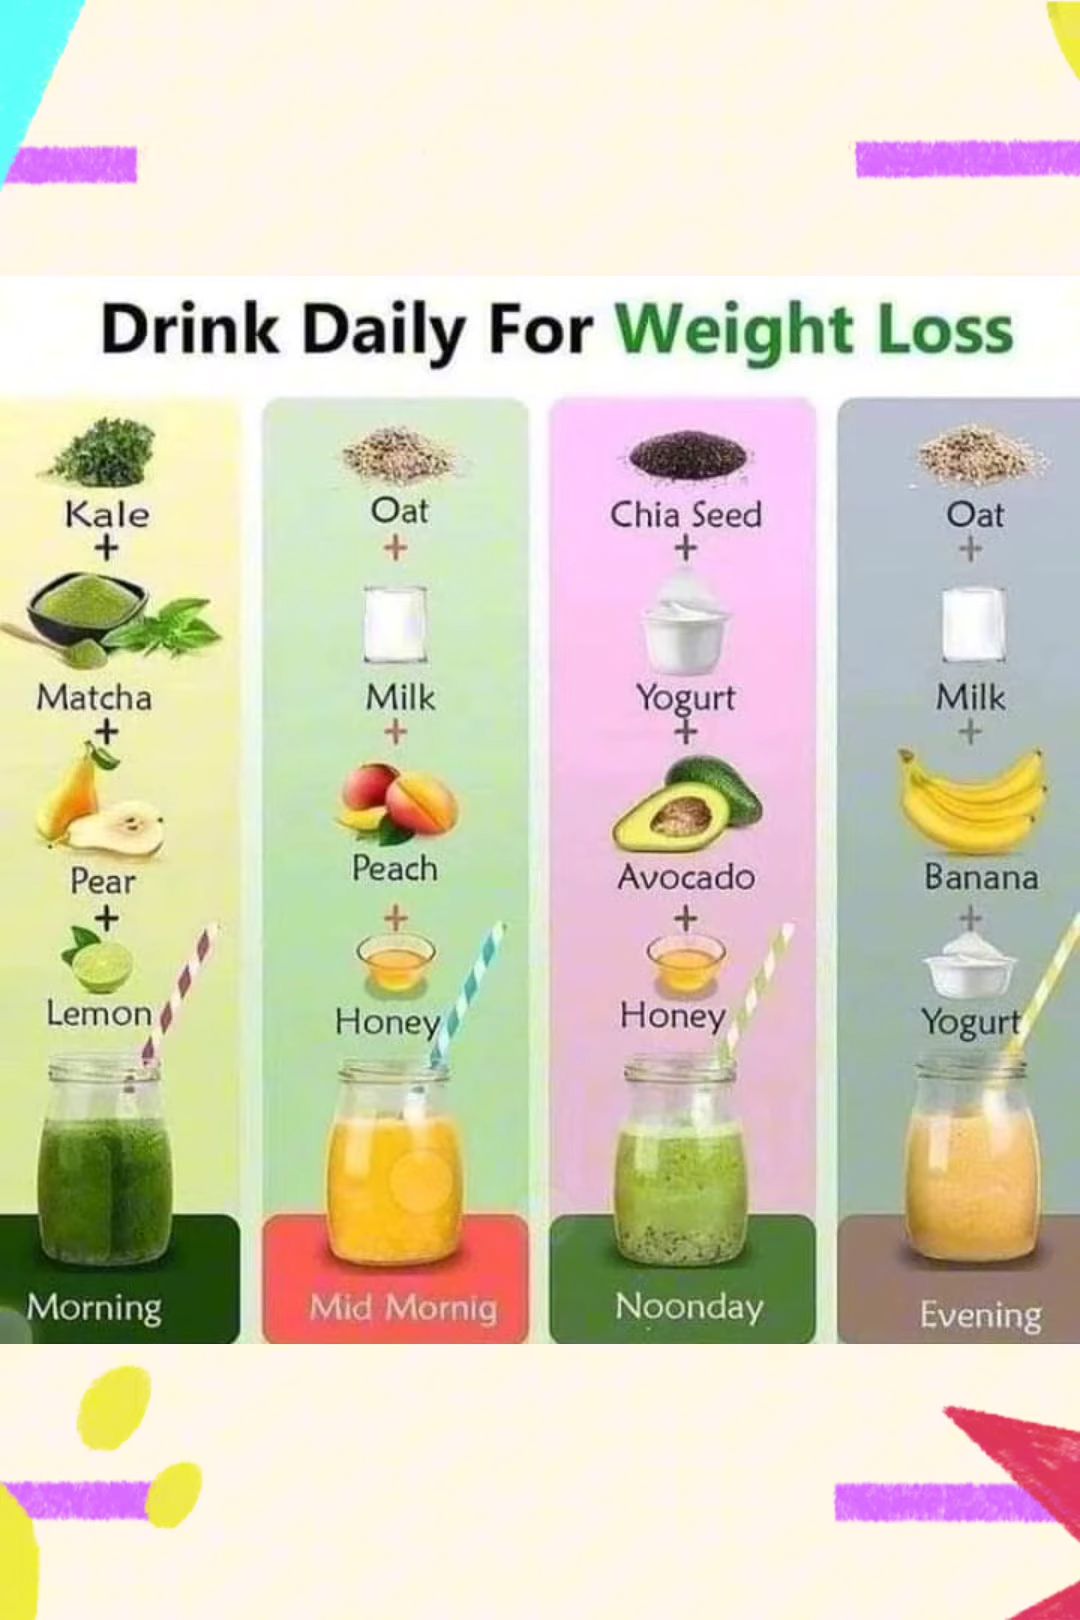 Drink Daily For Weight Loss
Kale
+
Matcha
+
Pear
+
Lemon
Morning
Oat
+
Milk
+
Peach
+
Honey
Mid Mornig
Chia Seed
+
Yogurt
+
Avocado
+
Honey
Noonday
Oat
+
Milk
+
Banana
+
Yogurt
Evening